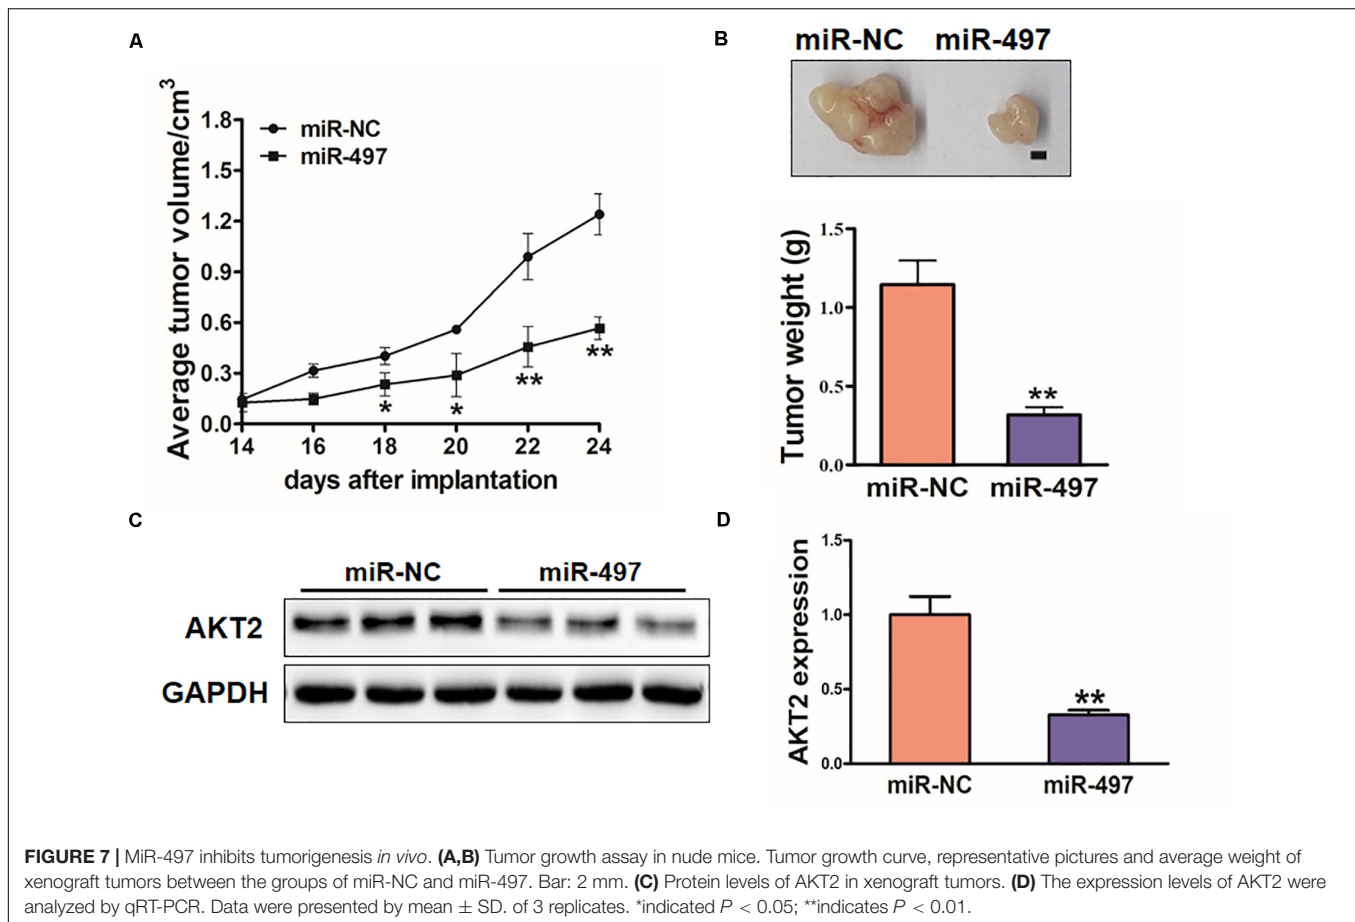 A
Average tumor volume/cm3
1.8
1.5
1.2
0.9
0.6
0.3
0.0
miR-NC
miR-497
*
*
**
**
14 16 18 20 22 24
days after implantation
B
miR-NC miR-497
Tumor weight (g)
1.5
1.0
0.5
0.0
**
miR-NC miR-497
C
miR-NC miR-497
AKT2
GAPDH
D
AKT2 expression
1.5
1.0
0.5
0.0
**
miR-NC miR-497
FIGURE 7 | MiR-497 inhibits tumorigenesis in vivo. (A,B) Tumor growth assay in nude mice. Tumor growth curve, representative pictures and average weight of
xenograft tumors between the groups of miR-NC and miR-497. Bar: 2 mm. (C) Protein levels of AKT2 in xenograft tumors. (D) The expression levels of AKT2 were
analyzed by qRT-PCR. Data were presented by mean ± SD. of 3 replicates. *indicated P < 0.05; **indicates P < 0.01.